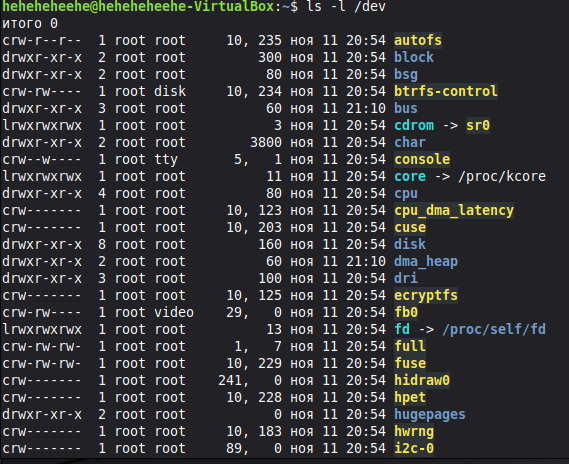 heheheheehe@heheheheehe-VirtualBox:~$ ls -l /dev
итого 0
crw-r--r-- 1 root root 10, 235 ноя 11 20:54 autofs
drwxr-xr-x 2 root root 300 ноя 11 20:54 block
drwxr-xr-x 2 root root 80 ноя 11 20:54 bsg
crw-rw---- 1 root disk 10, 234 ноя 11 20:54 btrfs-control
drwxr-xr-x 3 root root 60 ноя 11 21:10 bus
lrwxrwxrwx 1 root root 3 ноя 11 20:54 cdrom -> sr0
drwxr-xr-x 2 root root 3800 ноя 11 20:54 char
crw--w---- 1 root tty 5, 1 ноя 11 20:54 console
lrwxrwxrwx 1 root root 11 ноя 11 20:54 core -> /proc/kcore
drwxr-xr-x 4 root root 80 ноя 11 20:54 cpu
crw------- 1 root root 10, 123 ноя 11 20:54 cpu_dma_latency
crw------- 1 root root 10, 203 ноя 11 20:54 cuse
drwxr-xr-x 8 root root 160 ноя 11 20:54 disk
drwxr-xr-x 2 root root 60 ноя 11 21:10 dma_heap
drwxr-xr-x 3 root root 100 ноя 11 20:54 dri
crw------- 1 root root 10, 125 ноя 11 20:54 ecryptfs
crw-rw---- 1 root video 29, 0 ноя 11 20:54 fb0
lrwxrwxrwx 1 root root 13 ноя 11 20:54 fd -> /proc/self/fd
crw-rw-rw- 1 root root 1, 7 ноя 11 20:54 full
crw-rw-rw- 1 root root 10, 229 ноя 11 20:54 fuse
crw------- 1 root root 241, 0 ноя 11 20:54 hidraw0
crw------- 1 root root 10, 228 ноя 11 20:54 hpet
drwxr-xr-x 2 root root 0 ноя 11 20:54 hugepages
crw------- 1 root root 10, 183 ноя 11 20:54 hwrng
crw------- 1 root root 89, 0 ноя 11 20:54 i2c-0